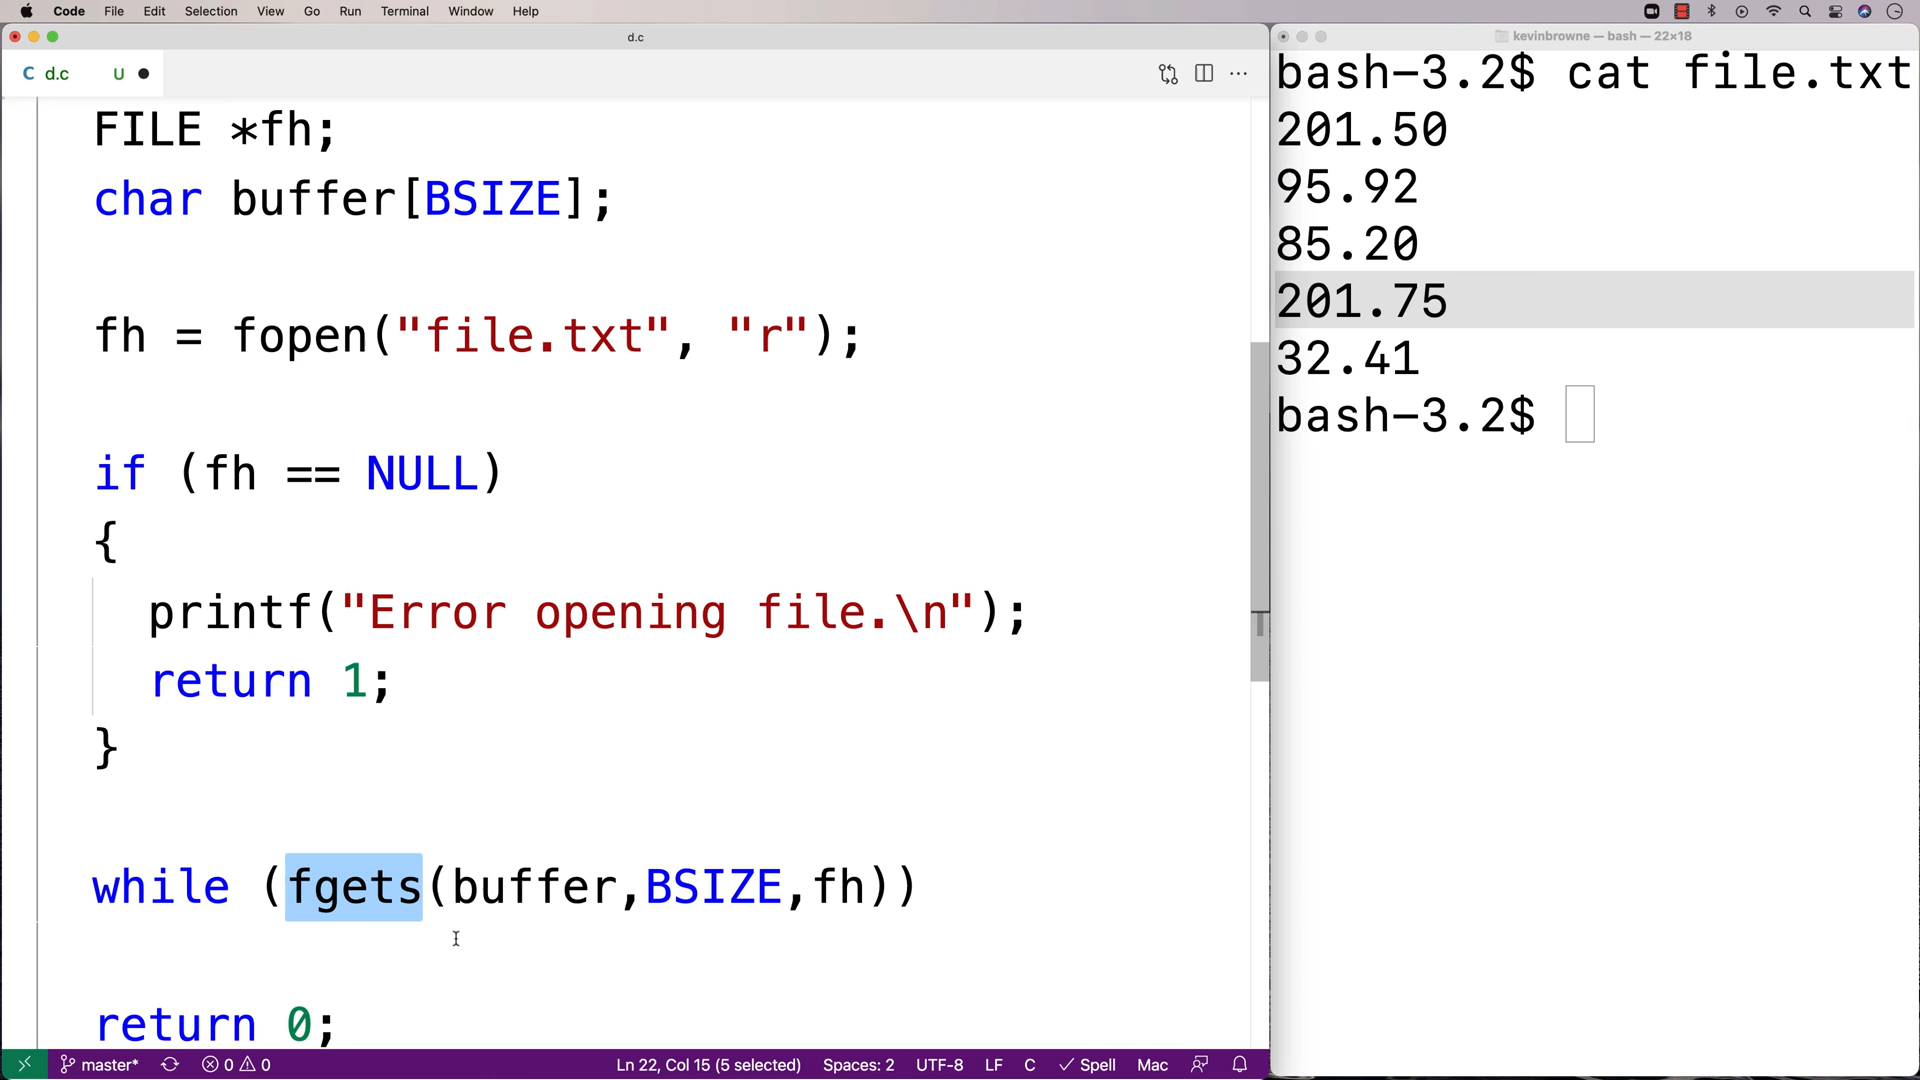 Code File Edit Selection View Go Run Terminal Window Help
d.c
C d.c U
FILE *fh;
char buffer[BSIZE];
fh = fopen("file.txt", "r");
if (fh == NULL)
{
printf("Error opening file.\n");
return 1;
}
while (fgets(buffer,BSIZE,fh))
return 0;
master* 0 0 Ln 22, Col 15 (5 selected) Spaces: 2 UTF-8 LF C Spell Mac
kevinbrowne — bash — 22×18
bash-3.2$ cat file.txt
201.50
95.92
85.20
201.75
32.41
bash-3.2$